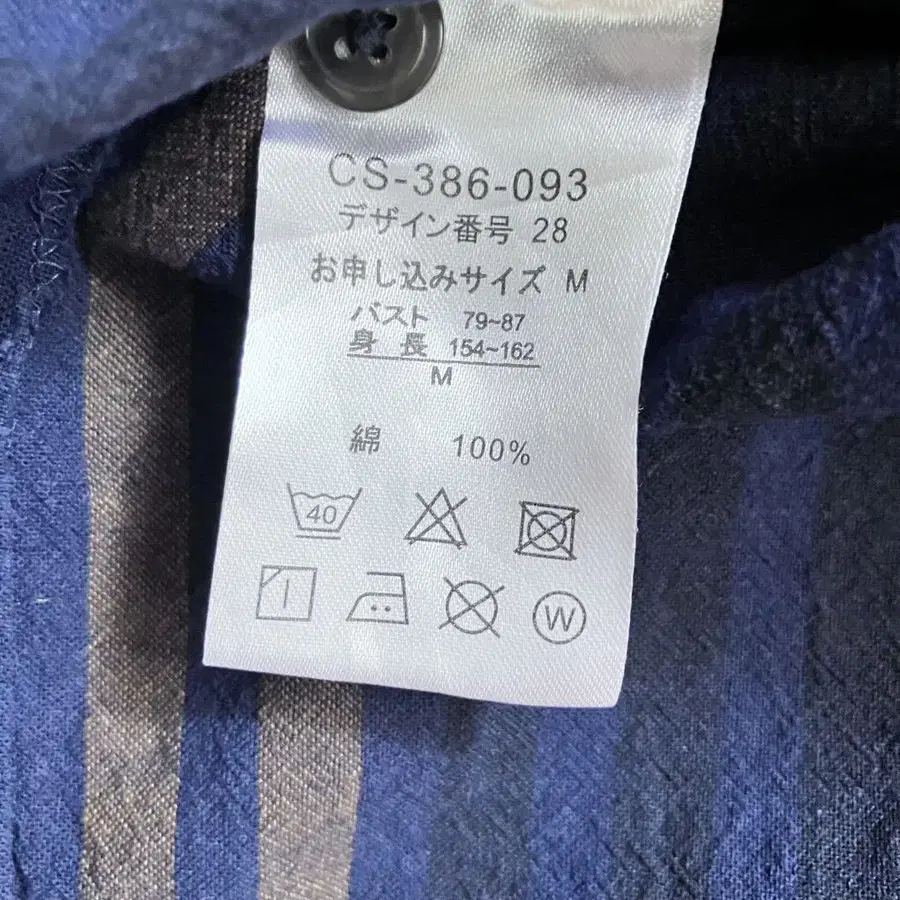 CS-386-093
デザイン番号 28
お申し込みサイズ M
バスト 79~87
身長 154~162
M
綿 100%
40
W